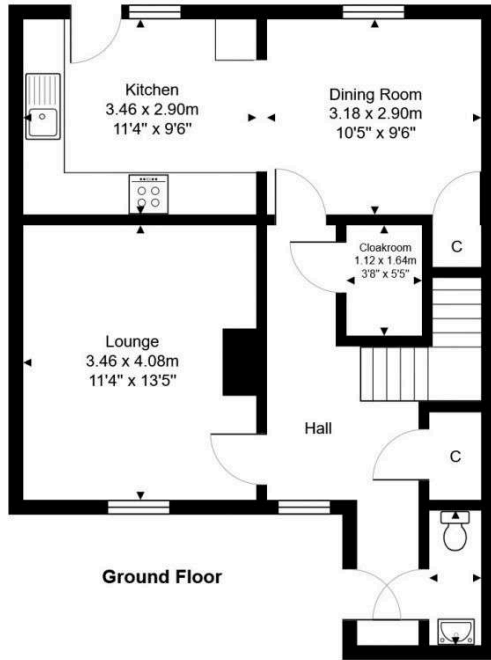 Kitchen
3.46 x 2.90m
11'4" x 9'6"
Dining Room
3.18 x 2.90m
10'5" x 9'6"
Cloakroom
1.12 x 1.64m
3'8" x 5'5"
C
Lounge
3.46 x 4.08m
11'4" x 13'5"
Hall
C
Ground Floor